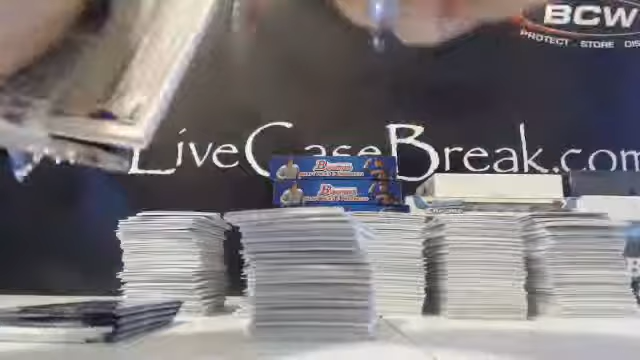 BCW
PROTECT · STORE · DIS
LiveCaseBreak.com
Bowman
Bowman